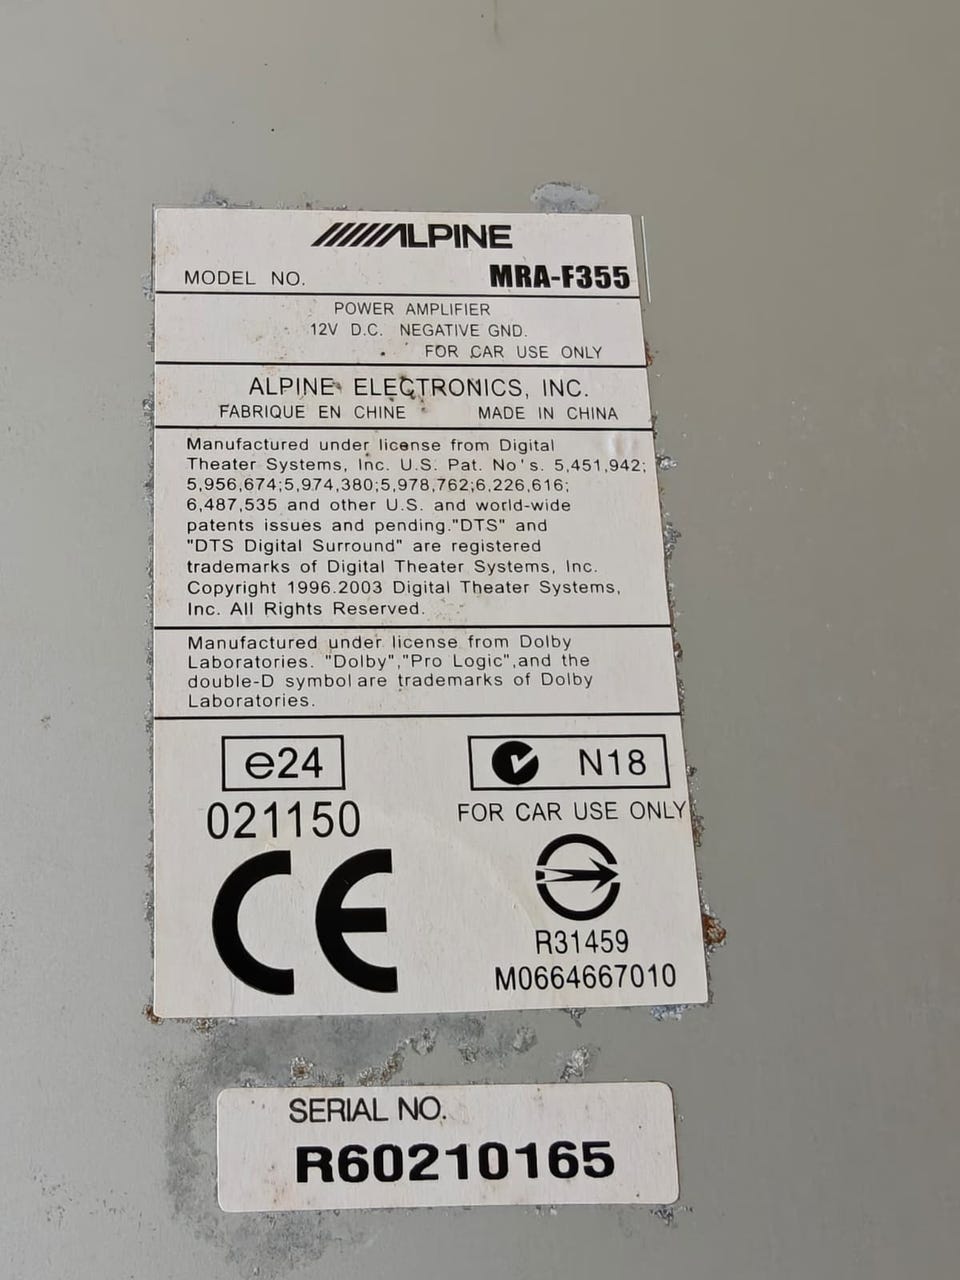 ALPINE
MODEL NO. MRA-F355
POWER AMPLIFIER
12V D.C. NEGATIVE GND.
FOR CAR USE ONLY
ALPINE ELECTRONICS, INC.
FABRIQUE EN CHINE MADE IN CHINA
Manufactured under license from Digital
Theater Systems, Inc. U.S. Pat. No's. 5,451,942;
5,956,674;5,974,380;5,978,762;6,226,616;
6,487,535 and other U.S. and world-wide
patents issues and pending."DTS" and
"DTS Digital Surround" are registered
trademarks of Digital Theater Systems, Inc.
Copyright 1996.2003 Digital Theater Systems,
Inc. All Rights Reserved.
Manufactured under license from Dolby
Laboratories. "Dolby","Pro Logic",and the
double-D symbol are trademarks of Dolby
Laboratories.
e24 N18
021150 FOR CAR USE ONLY
CE
R31459
M0664667010
SERIAL NO.
R60210165